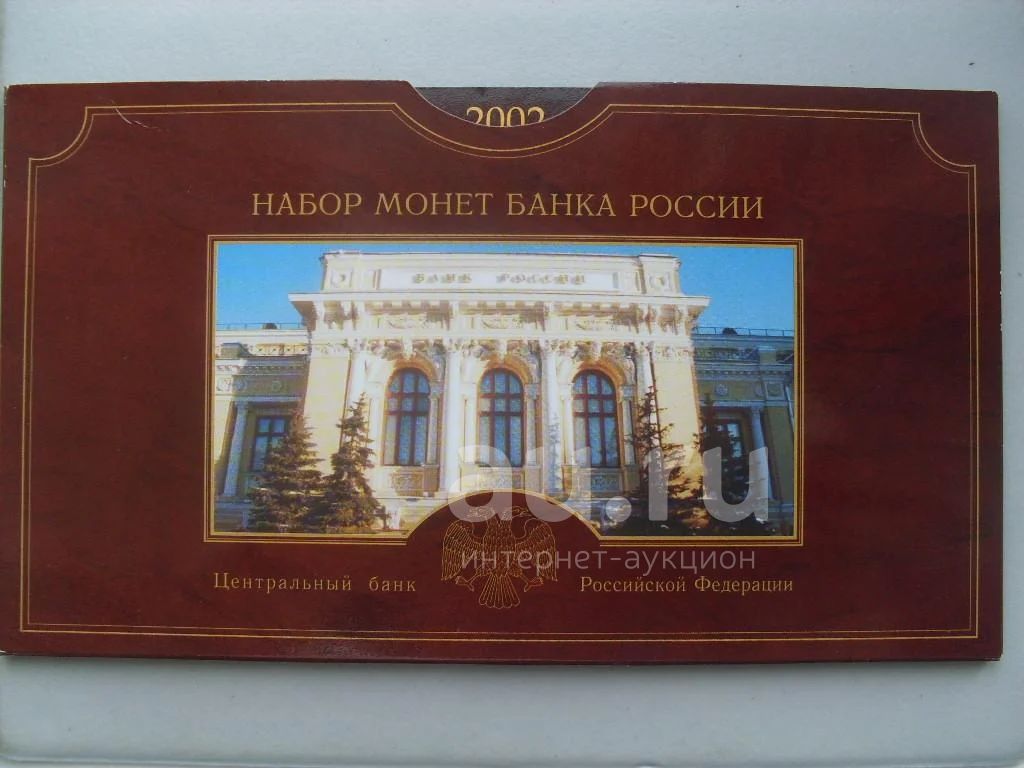 2002
НАБОР МОНЕТ БАНКА РОССИИ
БАНК РОССИИ
au.ru
интернет-аукцион
Центральный банк Российской Федерации